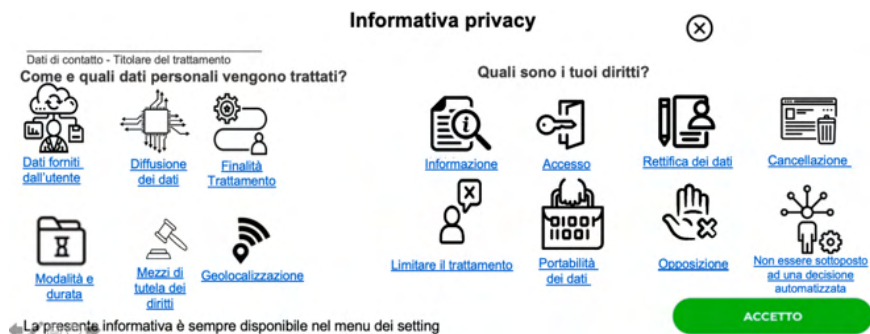 Informativa privacy
Dati di contatto - Titolare del trattamento
Come e quali dati personali vengono trattati?
Quali sono i tuoi diritti?
Dati forniti
dall'utente
Diffusione
dei dati
Finalità
Trattamento
Informazione
Accesso
Rettifica dei dati
Cancellazione
Modalità e
durata
Mezzi di
tutela dei
diritti
Geolocalizzazione
Limitare il trattamento
Portabilità
dei dati
Opposizione
Non essere sottoposto
ad una decisione
automatizzata
La presente informativa è sempre disponibile nel menu dei setting
ACCETTO